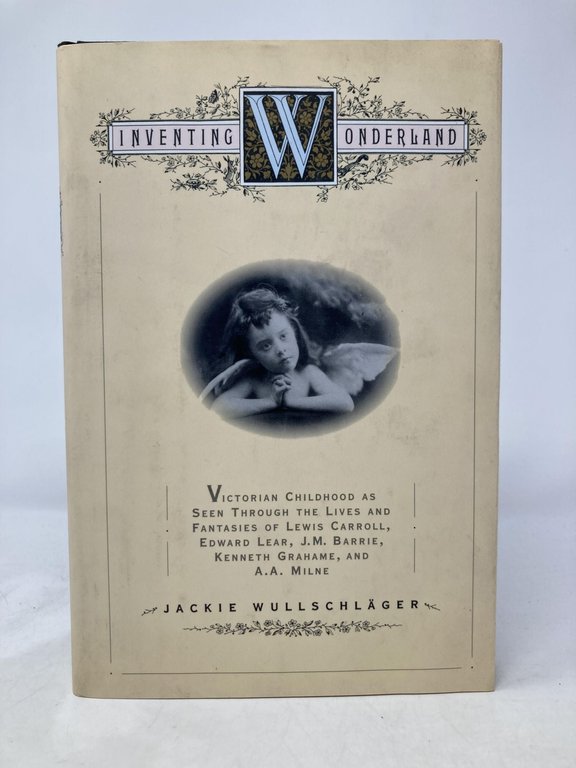 INVENTING WONDERLAND
VICTORIAN CHILDHOOD AS
SEEN THROUGH THE LIVES AND
FANTASIES OF LEWIS CARROLL,
EDWARD LEAR, J.M. BARRIE,
KENNETH GRAHAME, AND
A.A. MILNE
JACKIE WULLSCHLÄGER